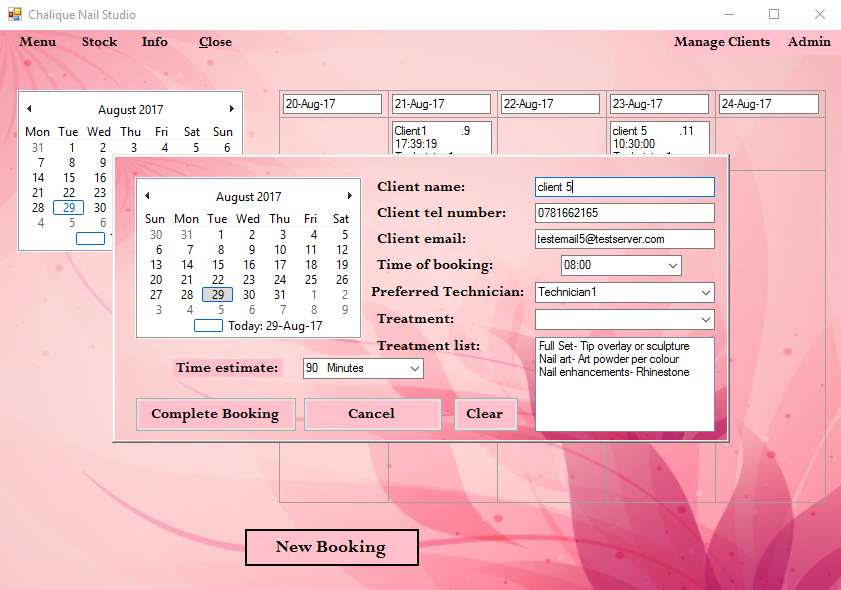 Chalique Nail Studio
Menu Stock Info Close Manage Clients Admin
August 2017
Mon Tue Wed Thu Fri Sat Sun
31 1 2 3 4 5 6
7 8 9
14 15 16
21 22 23
28 29 30
4 5 6
20-Aug-17 21-Aug-17 22-Aug-17 23-Aug-17 24-Aug-17
Client1 .9
17:39:19
client 5 .11
10:30:00
August 2017
Sun Mon Tue Wed Thu Fri Sat
30 31 1 2 3 4 5
6 7 8 9 10 11 12
13 14 15 16 17 18 19
20 21 22 23 24 25 26
27 28 29 30 31 1 2
3 4 5 6 7 8 9
Today: 29-Aug-17
Client name: client 5
Client tel number: 0781662165
Client email: testemail5@testserver.com
Time of booking: 08:00
Preferred Technician: Technician1
Treatment:
Treatment list: Full Set- Tip overlay or sculpture
Nail art- Art powder per colour
Nail enhancements- Rhinestone
Time estimate: 90 Minutes
Complete Booking Cancel Clear
New Booking